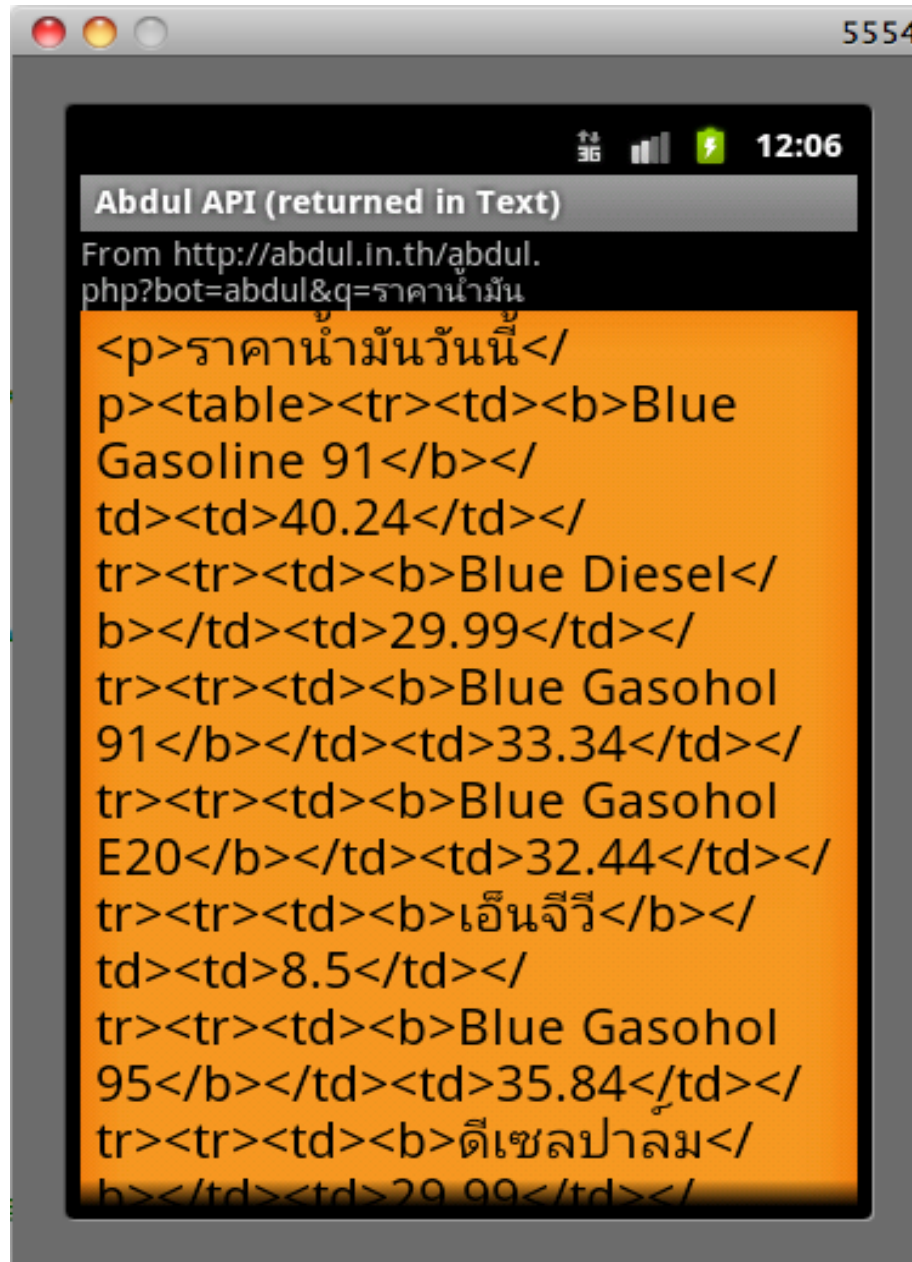 5554
3G 12:06
Abdul API (returned in Text)
From http://abdul.in.th/abdul.
php?bot=abdul&q=ราคาน้ำมัน
<p>ราคาน้ำมันวันนี้</
p><table><tr><td><b>Blue
Gasoline 91</b></
td><td>40.24</td></
tr><tr><td><b>Blue Diesel</
b></td><td>29.99</td></
tr><tr><td><b>Blue Gasohol
91</b></td><td>33.34</td></
tr><tr><td><b>Blue Gasohol
E20</b></td><td>32.44</td></
tr><tr><td><b>เอ็นจีวี</b></
td><td>8.5</td></
tr><tr><td><b>Blue Gasohol
95</b></td><td>35.84</td></
tr><tr><td><b>ดีเซลปาล์ม</
b></td><td>29.99</td></